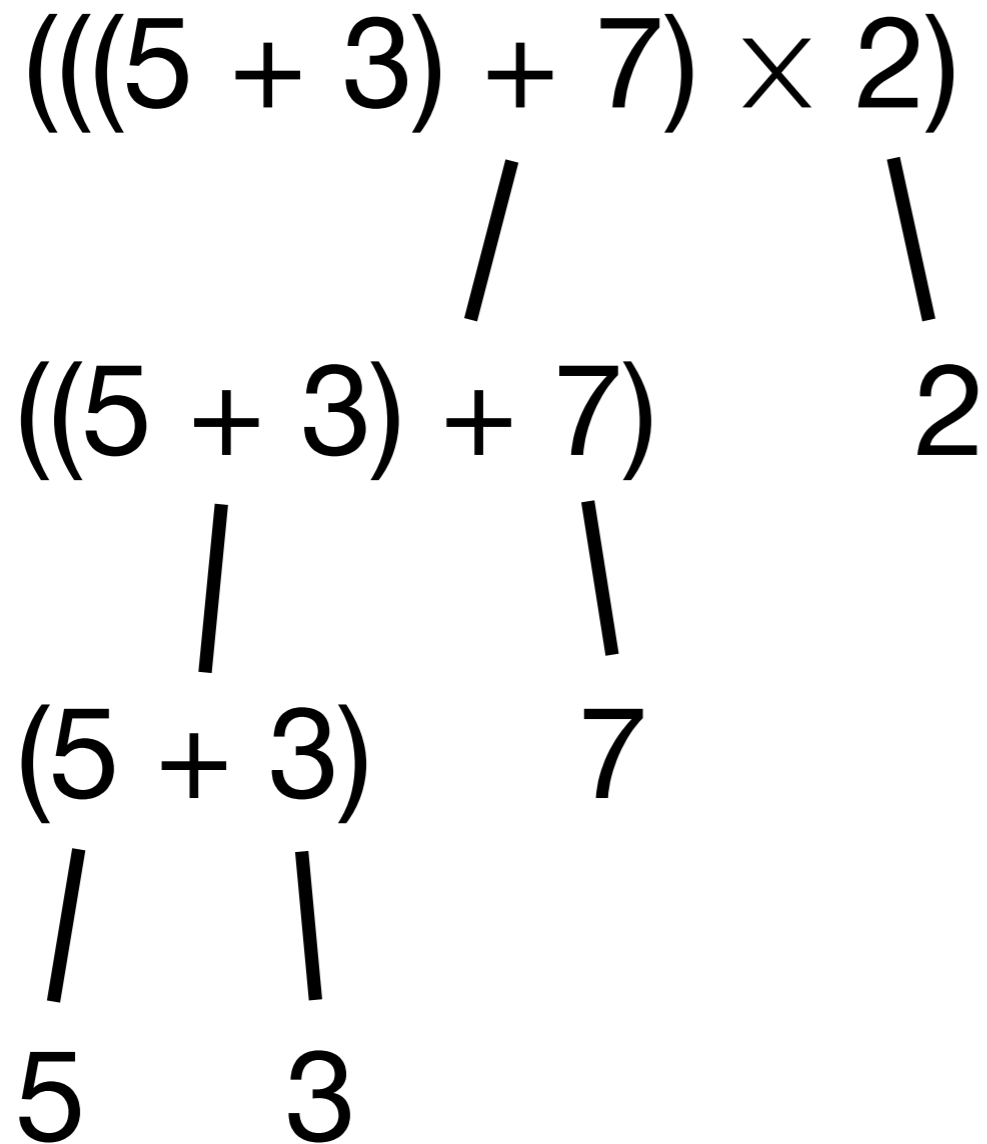 (((5 + 3) + 7) × 2)
((5 + 3) + 7) 2
(5 + 3) 7
5 3